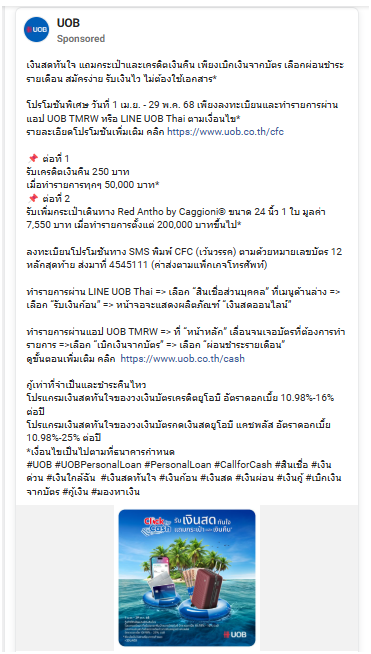 UOB
Sponsored
เงินสดทันใจ แถมกระเป๋าและเครดิตเงินคืน เพียงเบิกเงินจากบัตร เลือกผ่อนชำระ
รายเดือน สมัครง่าย รับเงินไว ไม่ต้องใช้เอกสาร*
โปรโมชันพิเศษ วันที่ 1 เม.ย. - 29 พ.ค. 68 เพียงลงทะเบียนและทำรายการผ่าน
แอป UOB TMRW หรือ LINE UOB Thai ตามเงื่อนไข*
รายละเอียดโปรโมชันเพิ่มเติม คลิก https://www.uob.co.th/cfc
📌 ต่อที่ 1
รับเครดิตเงินคืน 250 บาท
เมื่อทำรายการทุกๆ 50,000 บาท*
📌 ต่อที่ 2
รับเพิ่มกระเป๋าเดินทาง Red Antho by Caggioni® ขนาด 24 นิ้ว 1 ใบ มูลค่า
7,550 บาท เมื่อทำรายการตั้งแต่ 200,000 บาทขึ้นไป*
ลงทะเบียนโปรโมชันทาง SMS พิมพ์ CFC (เว้นวรรค) ตามด้วยหมายเลขบัตร 12
หลักสุดท้าย ส่งมาที่ 4545111 (ค่าส่งตามแพ็กเกจโทรศัพท์)
ทำรายการผ่าน LINE UOB Thai => เลือก “สินเชื่อส่วนบุคคล” ที่เมนูด้านล่าง =>
เลือก “รับเงินก้อน” => หน้าจอจะแสดงผลิตภัณฑ์ “เงินสดออนไลน์”
ทำรายการผ่านแอป UOB TMRW => ที่ “หน้าหลัก” เลื่อนจนเจอบัตรที่ต้องการทำ
รายการ =>เลือก “เบิกเงินจากบัตร” => เลือก “ผ่อนชำระรายเดือน”
ดูขั้นตอนเพิ่มเติม คลิก https://www.uob.co.th/cash
กู้เท่าที่จำเป็นและชำระคืนไหว
โปรแกรมเงินสดทันใจของวงเงินบัตรเครดิตยูโอบี อัตราดอกเบี้ย 10.98%-16%
ต่อปี
โปรแกรมเงินสดทันใจของวงเงินบัตรกดเงินสดยูโอบี แคชพลัส อัตราดอกเบี้ย
10.98%-25% ต่อปี
*เงื่อนไขเป็นไปตามที่ธนาคารกำหนด
#UOB #UOBPersonalLoan #PersonalLoan #CallforCash #สินเชื่อ #เงิน
ด่วน #เงินใกล้ฉัน #เงินสดทันใจ #เงินก้อน #เงินสด #เงินผ่อน #เงินกู้ #เบิกเงิน
จากบัตร #กู้เงิน #มองหาเงิน
Click Cash
รับ เงินสด ทันใจ
แถมกระเป๋า และเงินคืน*
UOB